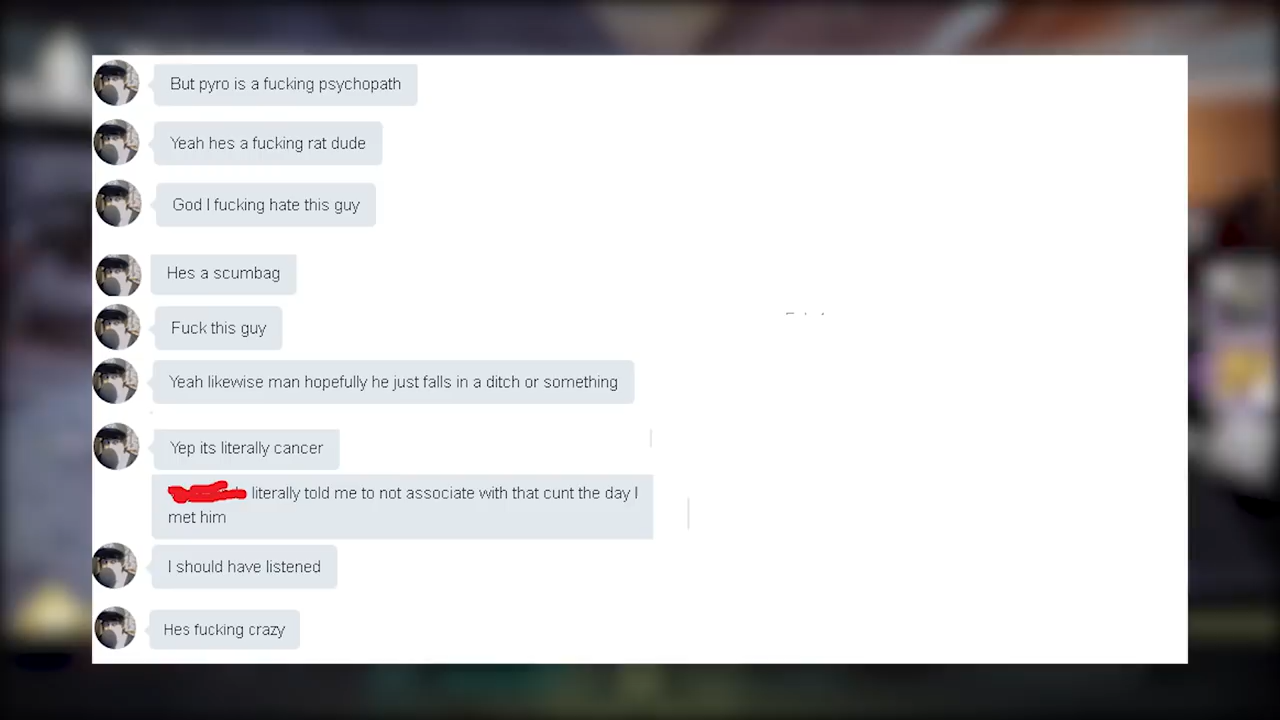 But pyro is a fucking psychopath
Yeah hes a fucking rat dude
God I fucking hate this guy
Hes a scumbag
Fuck this guy
Yeah likewise man hopefully he just falls in a ditch or something
Yep its literally cancer
literally told me to not associate with that cunt the day I
met him
I should have listened
Hes fucking crazy